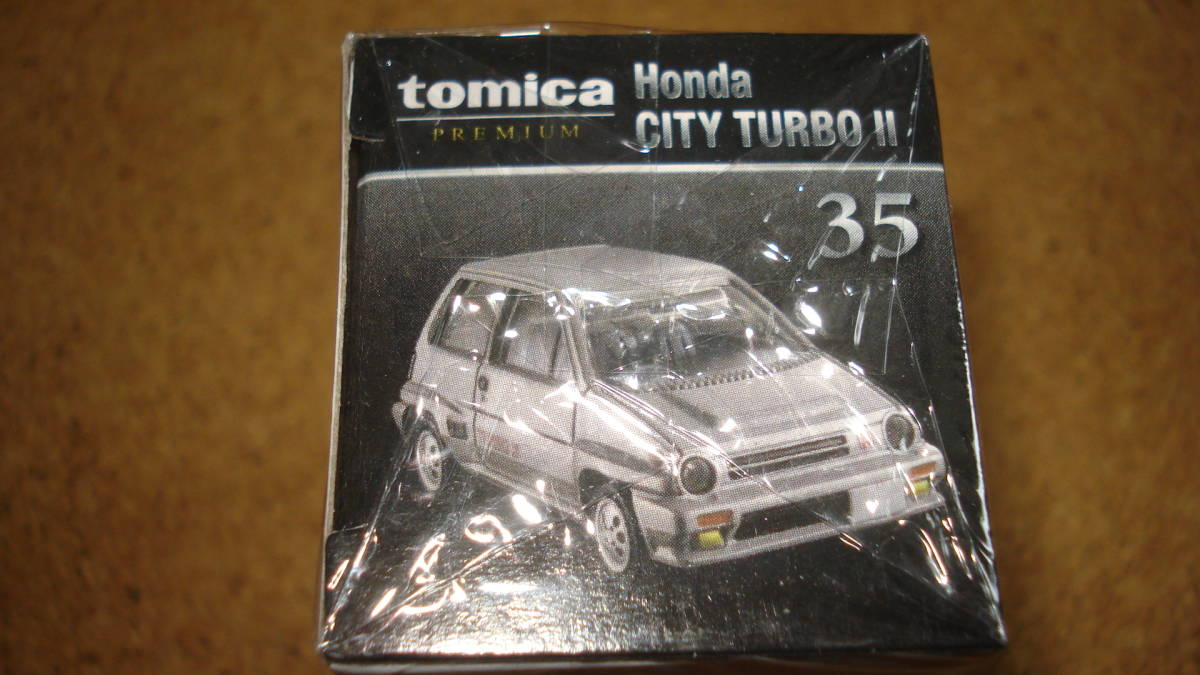 tomica
PREMIUM
Honda
CITY TURBO II
35